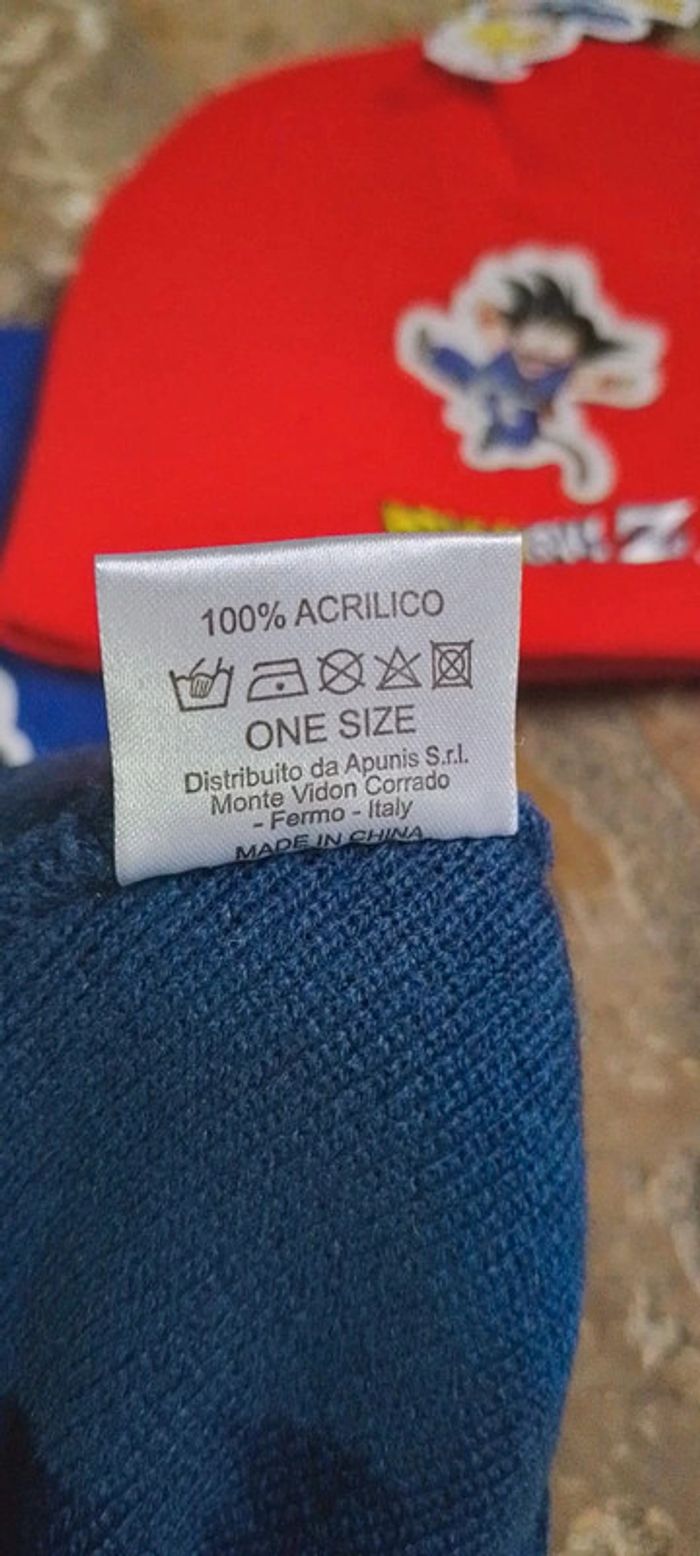 Z
100% ACRILICO
ONE SIZE
Distribuito da Apunis S.r.l.
Monte Vidon Corrado
- Fermo - Italy
MADE IN CHINA